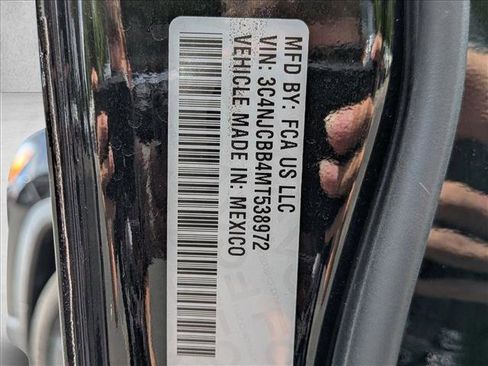 MFD BY: FCA US LLC
VIN: 3C4NJCBB4MT538972
VEHICLE MADE IN: MEXICO